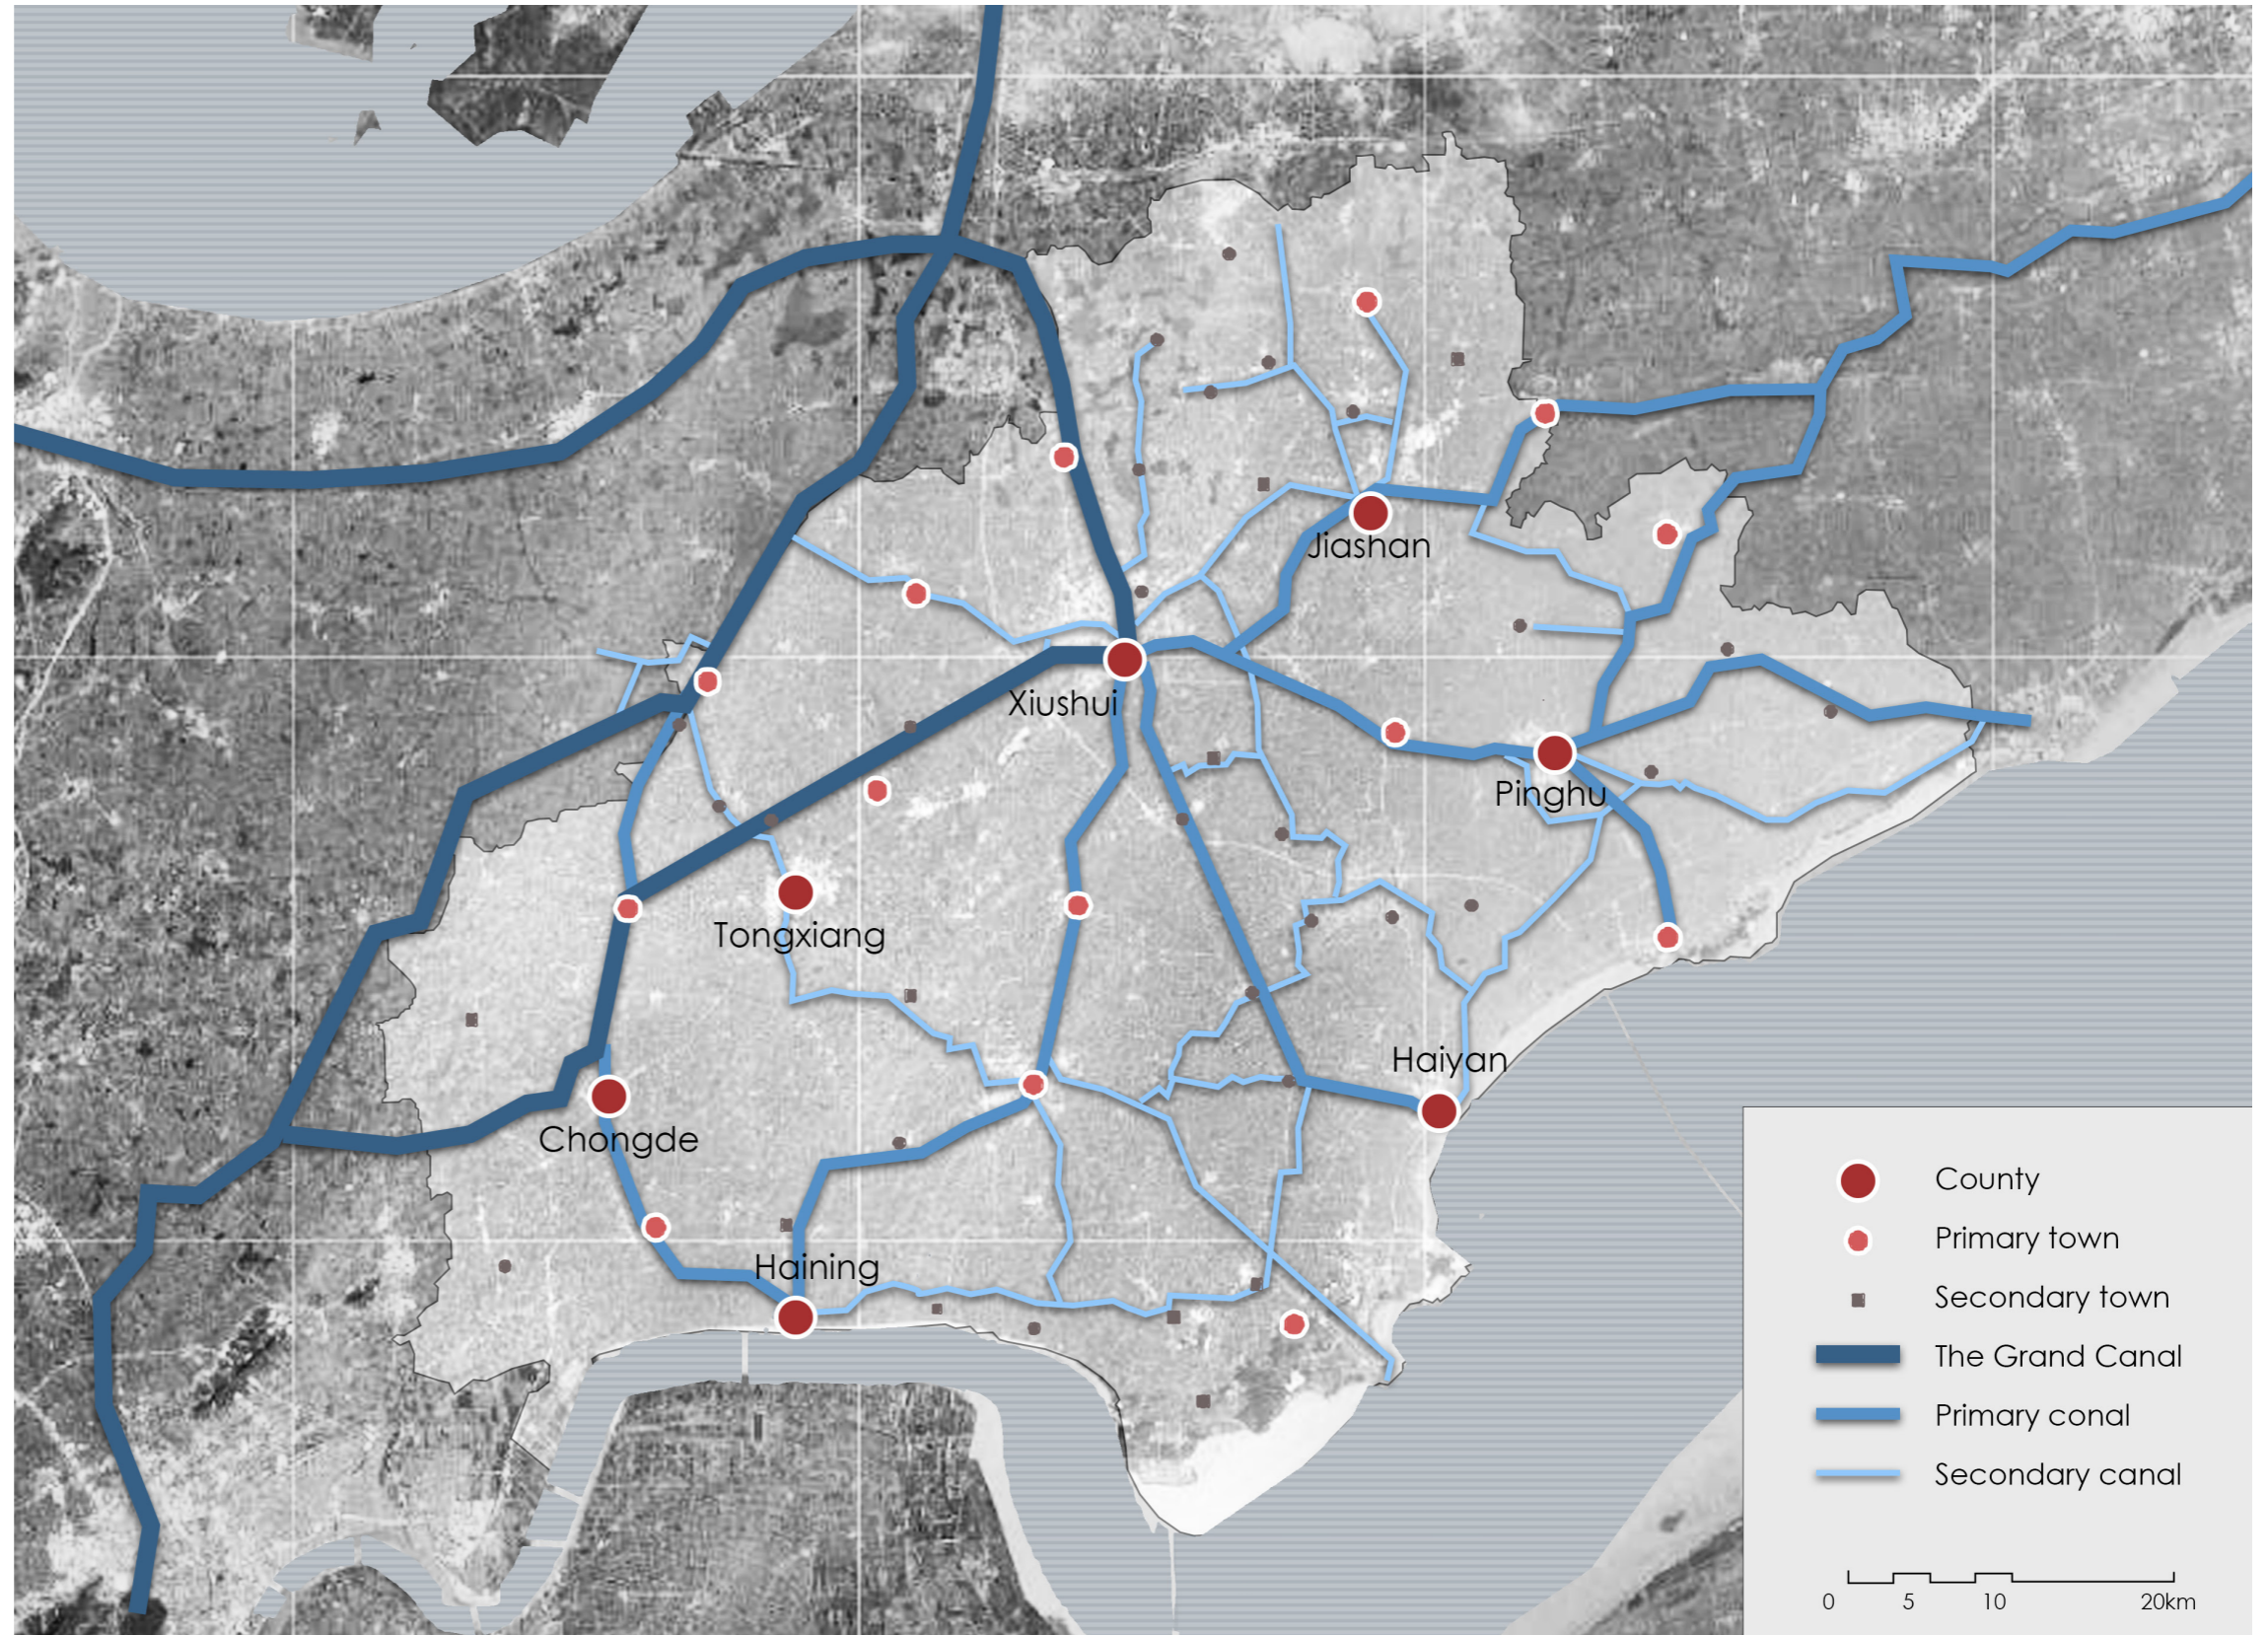 Jiashan
Xiushui
Pinghu
Tongxiang
Haiyan
Chongde
Haining
County
Primary town
Secondary town
The Grand Canal
Primary conal
Secondary canal
0 5 10 20km